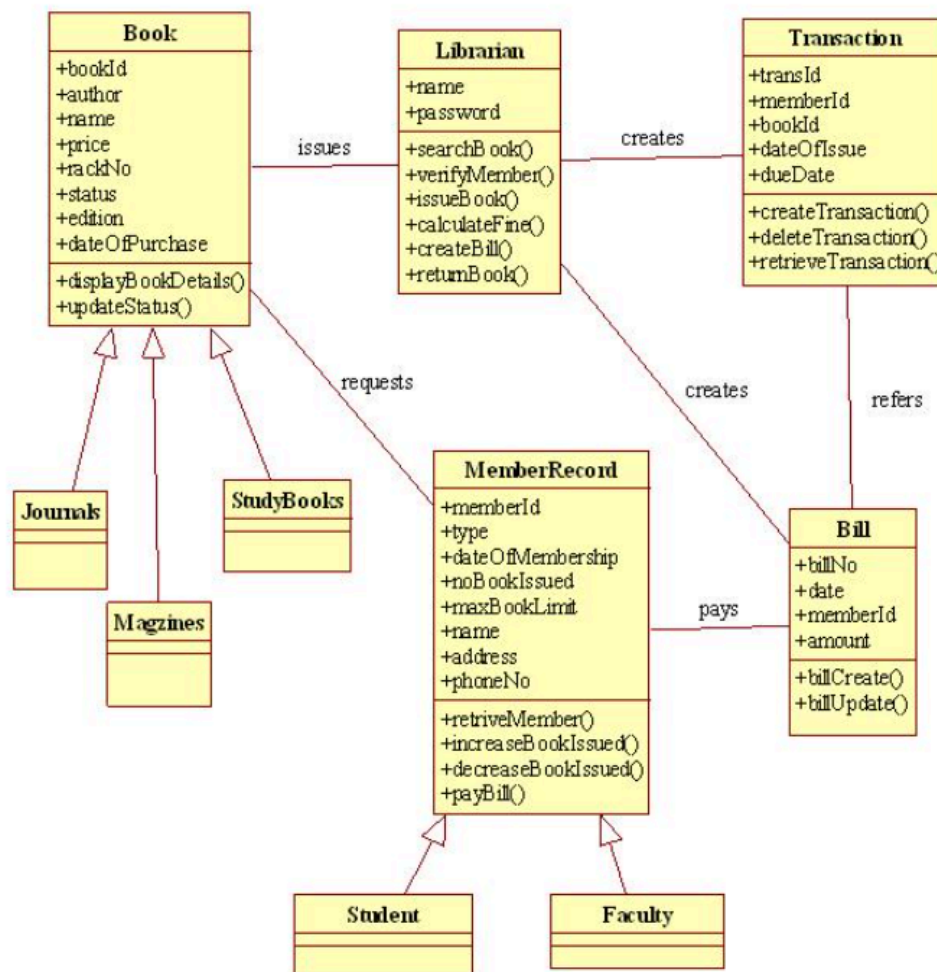 Book
+bookId
+author
+name
+price
+rackNo
+status
+edition
+dateOfPurchase
+displayBookDetails()
+updateStatus()
issues
Librarian
+name
+password
+searchBook()
+verifyMember()
+issueBook()
+calculateFine()
+createBill()
+returnBook()
creates
Transaction
+transId
+memberId
+bookId
+dateOfIssue
+dueDate
+createTransaction()
+deleteTransaction()
+retrieveTransaction()
requests
creates
refers
Journals
StudyBooks
Magzines
MemberRecord
+memberId
+type
+dateOfMembership
+noBookIssued
+maxBookLimit
+name
+address
+phoneNo
+retriveMember()
+increaseBookIssued()
+decreaseBookIssued()
+payBill()
pays
Bill
+billNo
+date
+memberId
+amount
+billCreate()
+billUpdate()
Student
Faculty